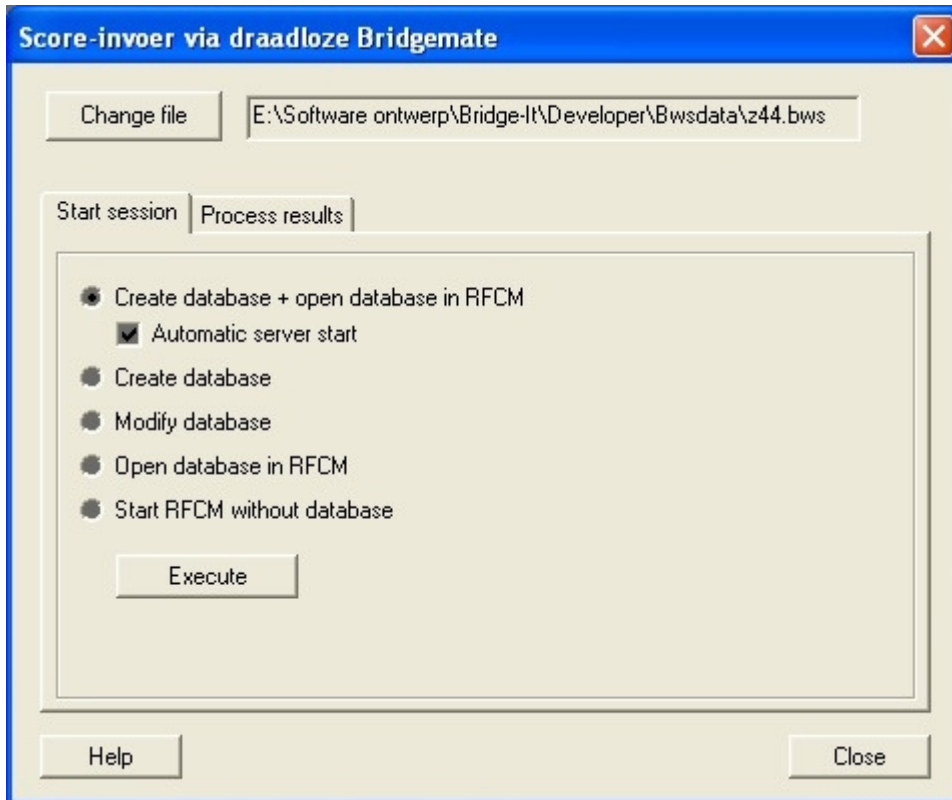 Score-invoer via draadloze Bridgemate
Change file
E:\Software ontwerp\Bridge-It\Developer\Bwsdata\z44.bws
Start session
Process results
Create database + open database in RFCM
Automatic server start
Create database
Modify database
Open database in RFCM
Start RFCM without database
Execute
Help
Close